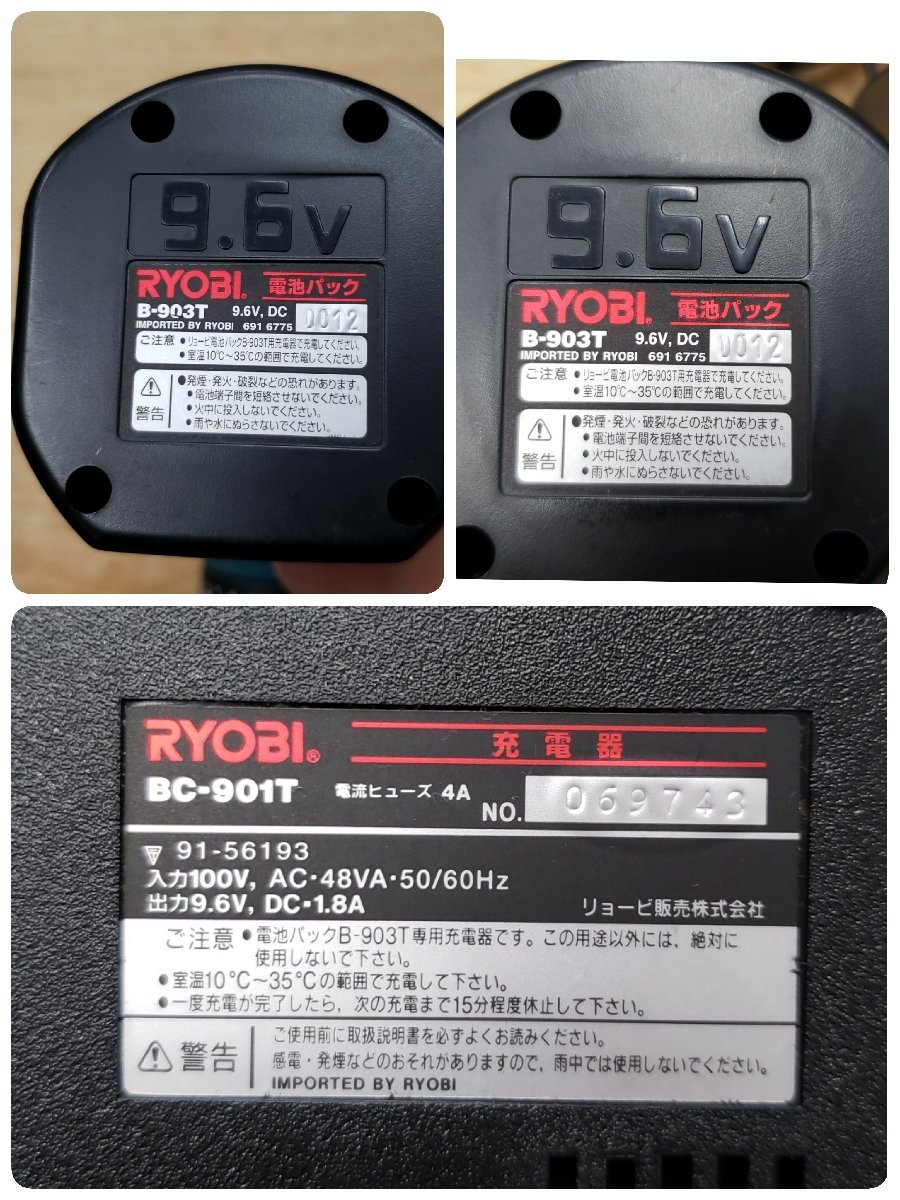 9.6V
RYOBI® 電池パック
B-903T 9.6V, DC 0012
IMPORTED BY RYOBI 691 6775
ご注意 ●リョービ電池パックB-903T用充電器で充電してください。
●室温10℃~35℃の範囲で充電してください。
●発煙・発火・破裂などの恐れがあります。
●電池端子間を短絡させないでください。
警告 ●火中に投入しないでください。
●雨や水にぬらさないでください。
9.6V
RYOBI® 電池パック
B-903T 9.6V, DC 0012
IMPORTED BY RYOBI 691 6775
ご注意 ●リョービ電池パックB-903T用充電器で充電してください。
●室温10℃~35℃の範囲で充電してください。
●発煙・発火・破裂などの恐れがあります。
●電池端子間を短絡させないでください。
警告 ●火中に投入しないでください。
●雨や水にぬらさないでください。
RYOBI® 充電器
BC-901T 電流ヒューズ 4A NO. 069743
91-56193
入力100V, AC・48VA・50/60Hz
出力9.6V, DC・1.8A リョービ販売株式会社
ご注意 ●電池パックB-903T専用充電器です。この用途以外には、絶対に
使用しないで下さい。
●室温10℃~35℃の範囲で充電して下さい。
●一度充電が完了したら、次の充電まで15分程度休止して下さい。
ご使用前に取扱説明書を必ずよくお読みください。
警告 感電・発煙などのおそれがありますので、雨中では使用しないでください。
IMPORTED BY RYOBI